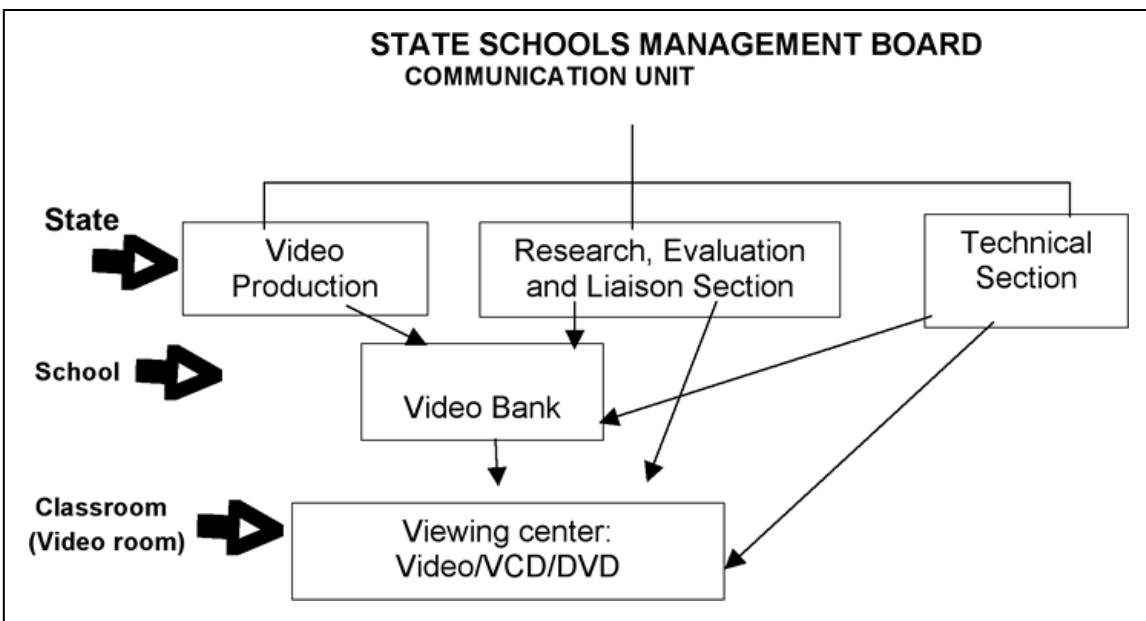 STATE SCHOOLS MANAGEMENT BOARD
COMMUNICATION UNIT
State
Video
Production
Research, Evaluation
and Liaison Section
Technical
Section
School
Video Bank
Classroom
(Video room)
Viewing center:
Video/VCD/DVD